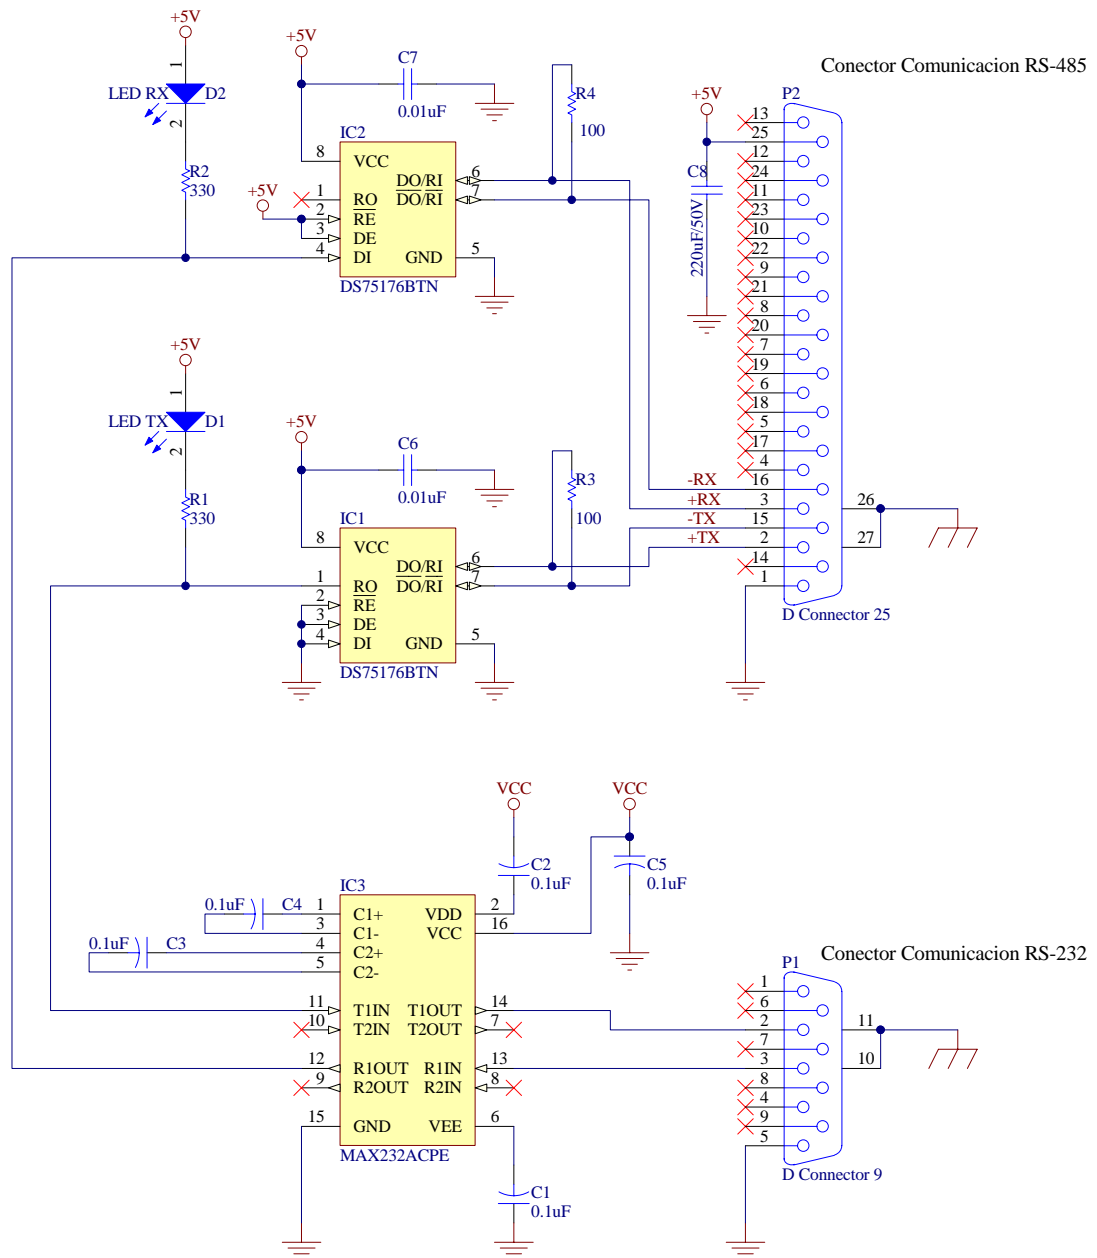 +5V
+5V
C7
Conector Comunicacion RS-485
1
LED RX
D2
0.01uF
R4
100
+5V
P2
2
IC2
8
VCC
R2
330
+5V
1
RO
2
RE
3
DE
4
DI
DO/RI
6
DO/RI
7
GND
5
DS75176BTN
C8
220uF/50V
13
25
12
24
11
23
10
22
9
21
8
20
7
19
6
18
5
17
4
16
3
15
2
14
1
-RX
+RX
-TX
+TX
26
27
D Connector 25
+5V
1
LED TX
D1
2
+5V
C6
0.01uF
R3
100
R1
330
IC1
8
VCC
1
RO
2
RE
3
DE
4
DI
DO/RI
6
DO/RI
7
GND
5
DS75176BTN
VCC
VCC
C2
0.1uF
C5
0.1uF
IC3
0.1uF
C4
0.1uF
C3
1
C1+
3
C1-
4
C2+
5
C2-
11
T1IN
10
T2IN
12
R1OUT
9
R2OUT
15
GND
VDD
2
VCC
16
T1OUT
14
T2OUT
7
R1IN
13
R2IN
8
VEE
6
MAX232ACPE
C1
0.1uF
Conector Comunicacion RS-232
P1
1
6
2
7
3
8
4
9
5
11
10
D Connector 9